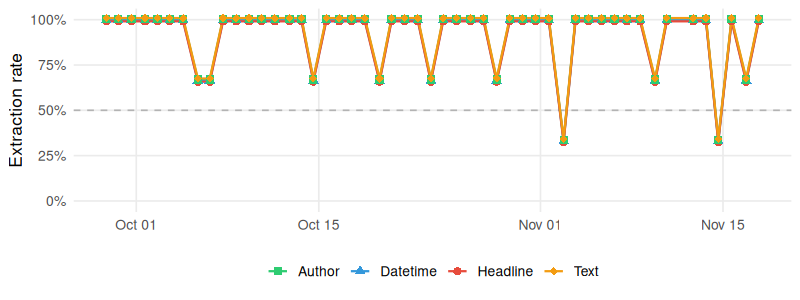 Extraction rate
100%
75%
50%
25%
0%
Oct 01 Oct 15 Nov 01 Nov 15
Author Datetime Headline Text